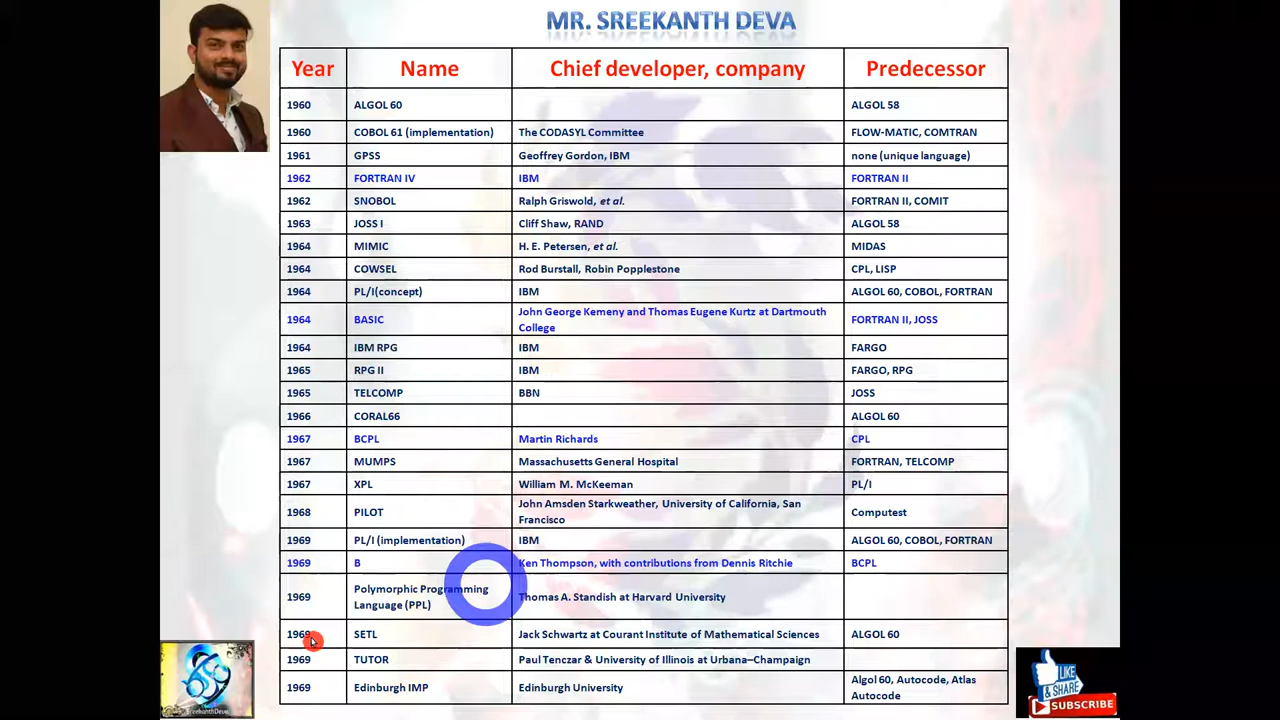 MR. SREEKANTH DEVA
Year Name Chief developer, company Predecessor
1960 ALGOL 60 ALGOL 58
1960 COBOL 61 (implementation) The CODASYL Committee FLOW-MATIC, COMTRAN
1961 GPSS Geoffrey Gordon, IBM none (unique language)
1962 FORTRAN IV IBM FORTRAN II
1962 SNOBOL Ralph Griswold, et al. FORTRAN II, COMIT
1963 JOSS I Cliff Shaw, RAND ALGOL 58
1964 MIMIC H. E. Petersen, et al. MIDAS
1964 COWSEL Rod Burstall, Robin Popplestone CPL, LISP
1964 PL/I(concept) IBM ALGOL 60, COBOL, FORTRAN
1964 BASIC John George Kemeny and Thomas Eugene Kurtz at Dartmouth
College FORTRAN II, JOSS
1964 IBM RPG IBM FARGO
1965 RPG II IBM FARGO, RPG
1965 TELCOMP BBN JOSS
1966 CORAL66 ALGOL 60
1967 BCPL Martin Richards CPL
1967 MUMPS Massachusetts General Hospital FORTRAN, TELCOMP
1967 XPL William M. McKeeman PL/I
1968 PILOT John Amsden Starkweather, University of California, San
Francisco Computest
1969 PL/I (implementation) IBM ALGOL 60, COBOL, FORTRAN
1969 B Ken Thompson, with contributions from Dennis Ritchie BCPL
1969 Polymorphic Programming
Language (PPL) Thomas A. Standish at Harvard University
1969 SETL Jack Schwartz at Courant Institute of Mathematical Sciences ALGOL 60
1969 TUTOR Paul Tenczar & University of Illinois at Urbana–Champaign
1969 Edinburgh IMP Edinburgh University Algol 60, Autocode, Atlas
Autocode
SreekanthDeva
LIKE
& SHARE
SUBSCRIBE